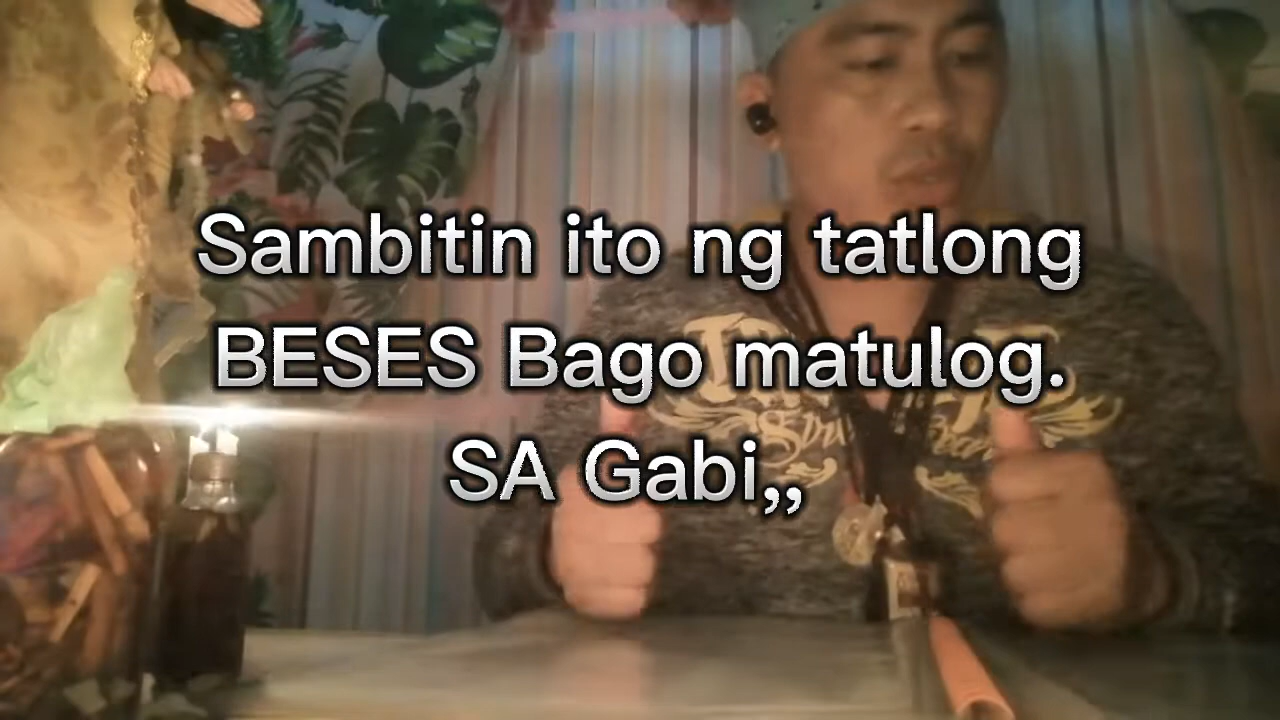 Sambitin ito ng tatlong
BESES Bago matulog.
SA Gabi,,